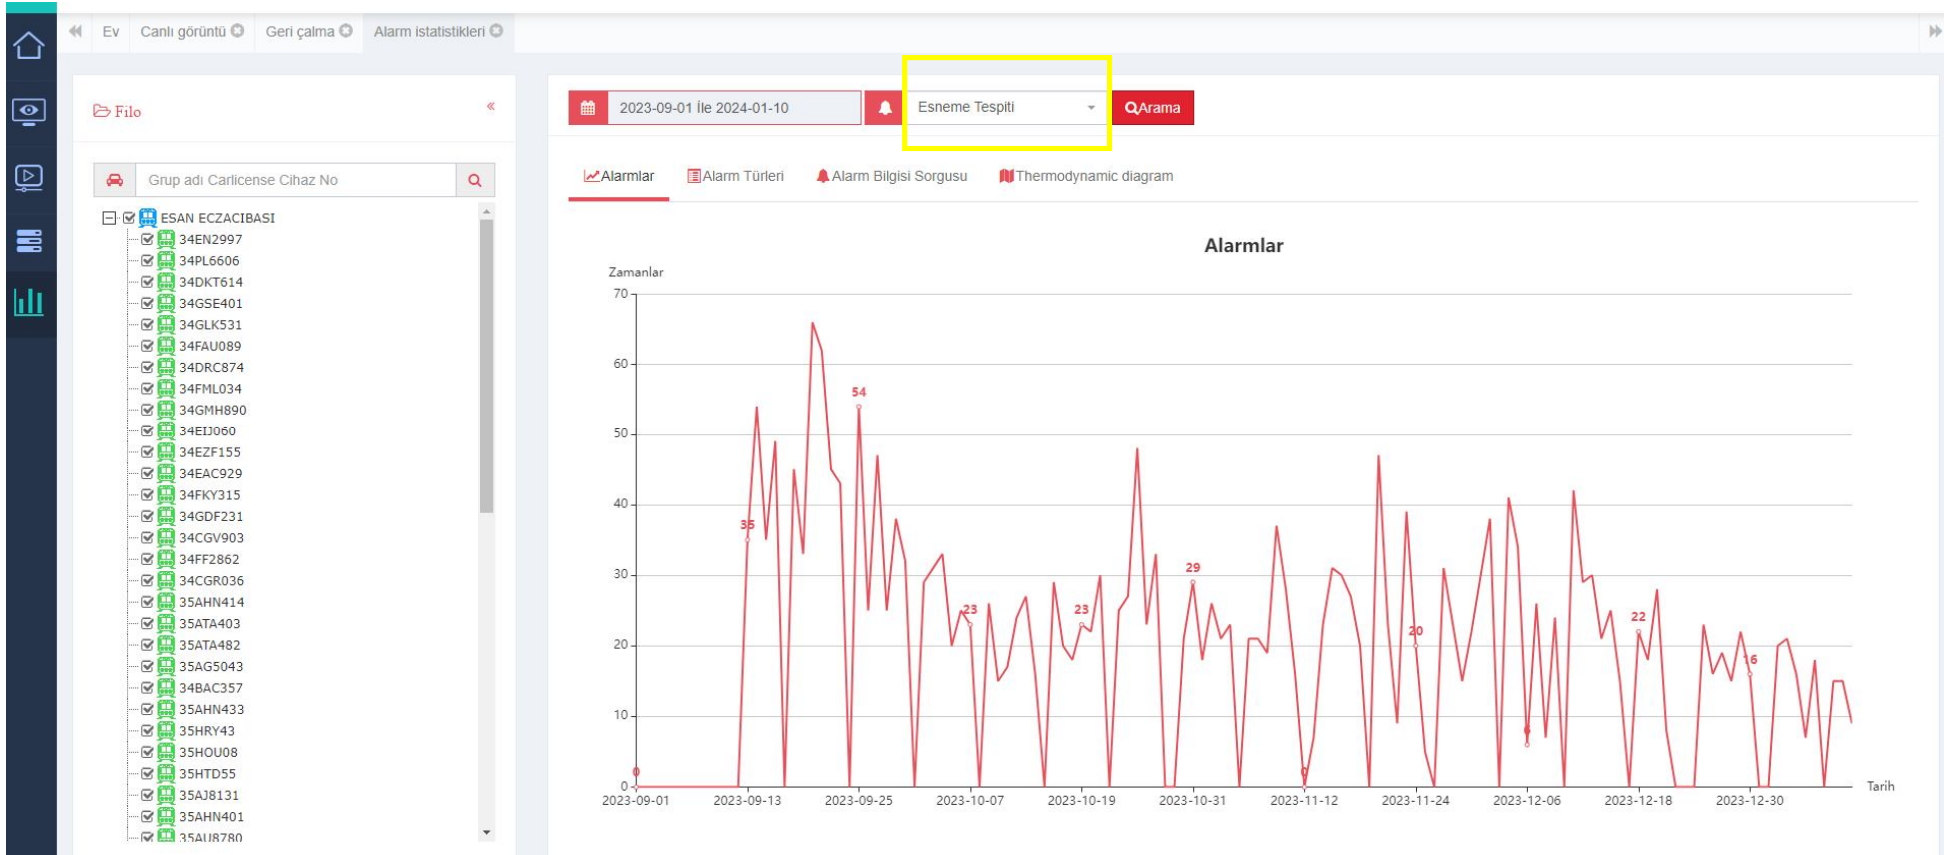 Ev Canlı görüntü Geri çalma Alarm istatistikleri
Filo
Grup adı Carlicense Cihaz No
ESAN ECZACIBASI
34EN2997
34PL6606
34DKT614
34GSE401
34GLK531
34FAU089
34DRC874
34FML034
34GMH890
34EIJ060
34EZF155
34EAC929
34FKY315
34GDF231
34CGV903
34FF2862
34CGR036
35AHN414
35ATA403
35ATA482
35AG5043
34BAC357
35AHN433
35HRY43
35HOU08
35HTD55
35AJ8131
35AHN401
35AU8780
2023-09-01 İle 2024-01-10
Esneme Tespiti
Arama
Alarmlar Alarm Türleri Alarm Bilgisi Sorgusu Thermodynamic diagram
Alarmlar
Zamanlar
70
60
50
40
30
20
10
0
0
35
54
23
23
29
0
20
6
22
16
2023-09-01 2023-09-13 2023-09-25 2023-10-07 2023-10-19 2023-10-31 2023-11-12 2023-11-24 2023-12-06 2023-12-18 2023-12-30
Tarih